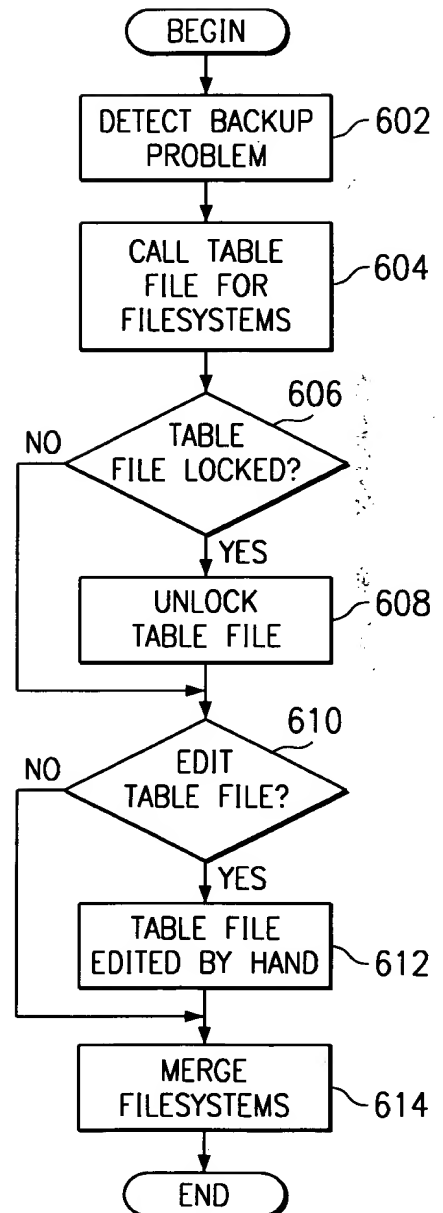 BEGIN
DETECT BACKUP
PROBLEM
602
CALL TABLE
FILE FOR
FILESYSTEMS
604
606
TABLE
FILE LOCKED?
NO
YES
UNLOCK
TABLE FILE
608
610
EDIT
TABLE FILE?
NO
YES
TABLE FILE
EDITED BY HAND
612
MERGE
FILESYSTEMS
614
END